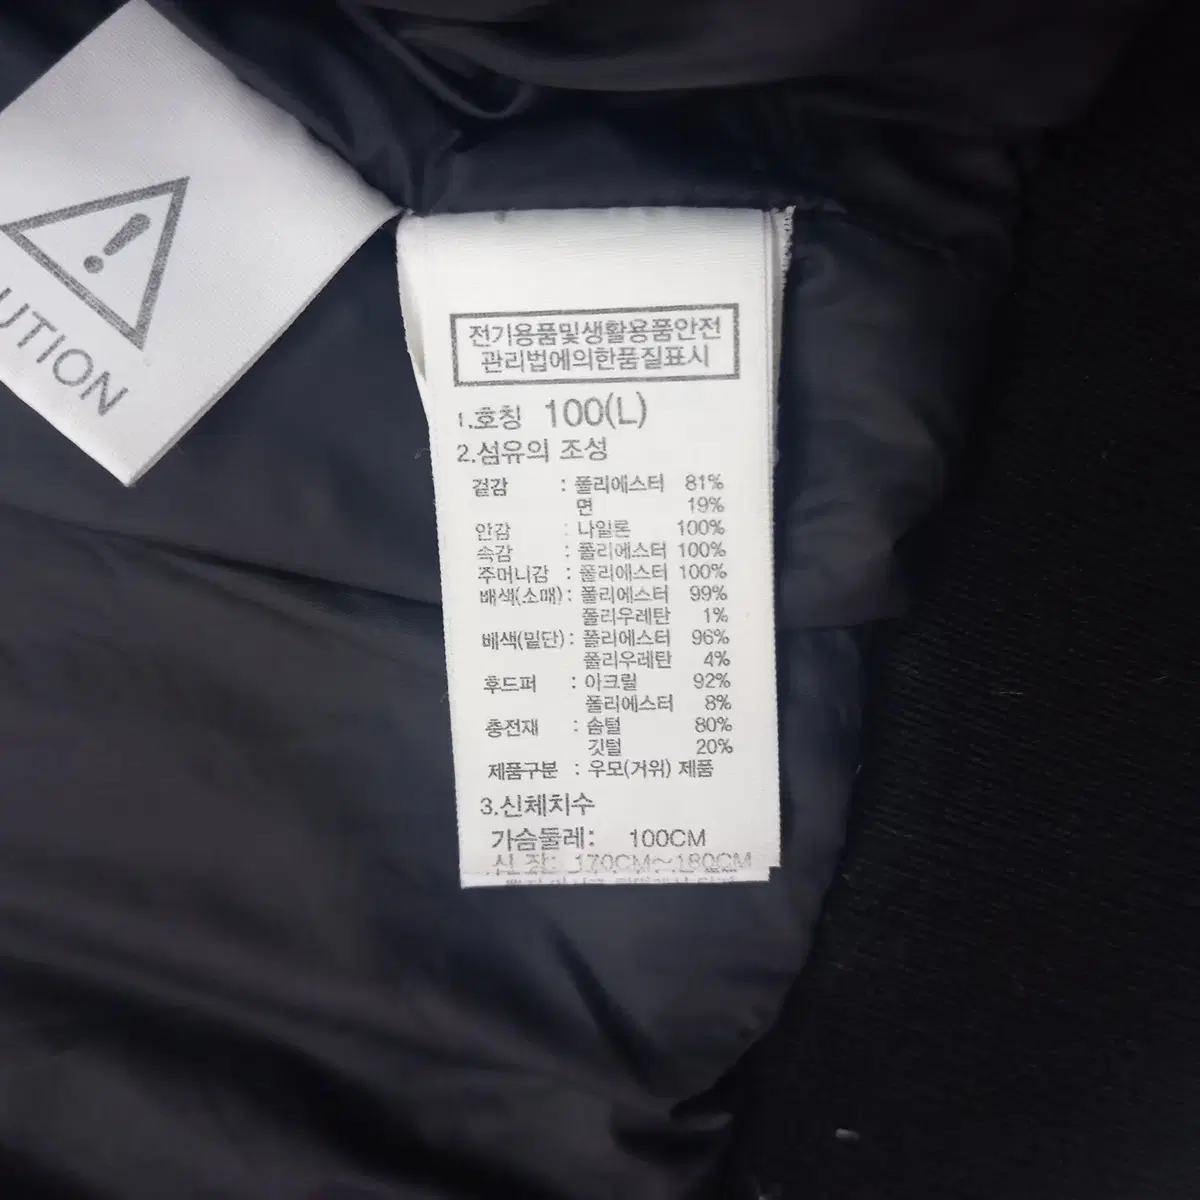 UTION
전기용품및생활용품안전
관리법에의한품질표시
1.호칭 100(L)
2.섬유의 조성
겉감 : 폴리에스터 81%
면 19%
안감 : 나일론 100%
속감 : 폴리에스터 100%
주머니감 : 폴리에스터 100%
배색(소매) : 폴리에스터 99%
폴리우레탄 1%
배색(밑단) : 폴리에스터 96%
폴리우레탄 4%
후드퍼 : 아크릴 92%
폴리에스터 8%
충전재 : 솜털 80%
깃털 20%
제품구분 : 우모(거위) 제품
3.신체치수
가슴둘레: 100CM
신 장: 170CM~180CM